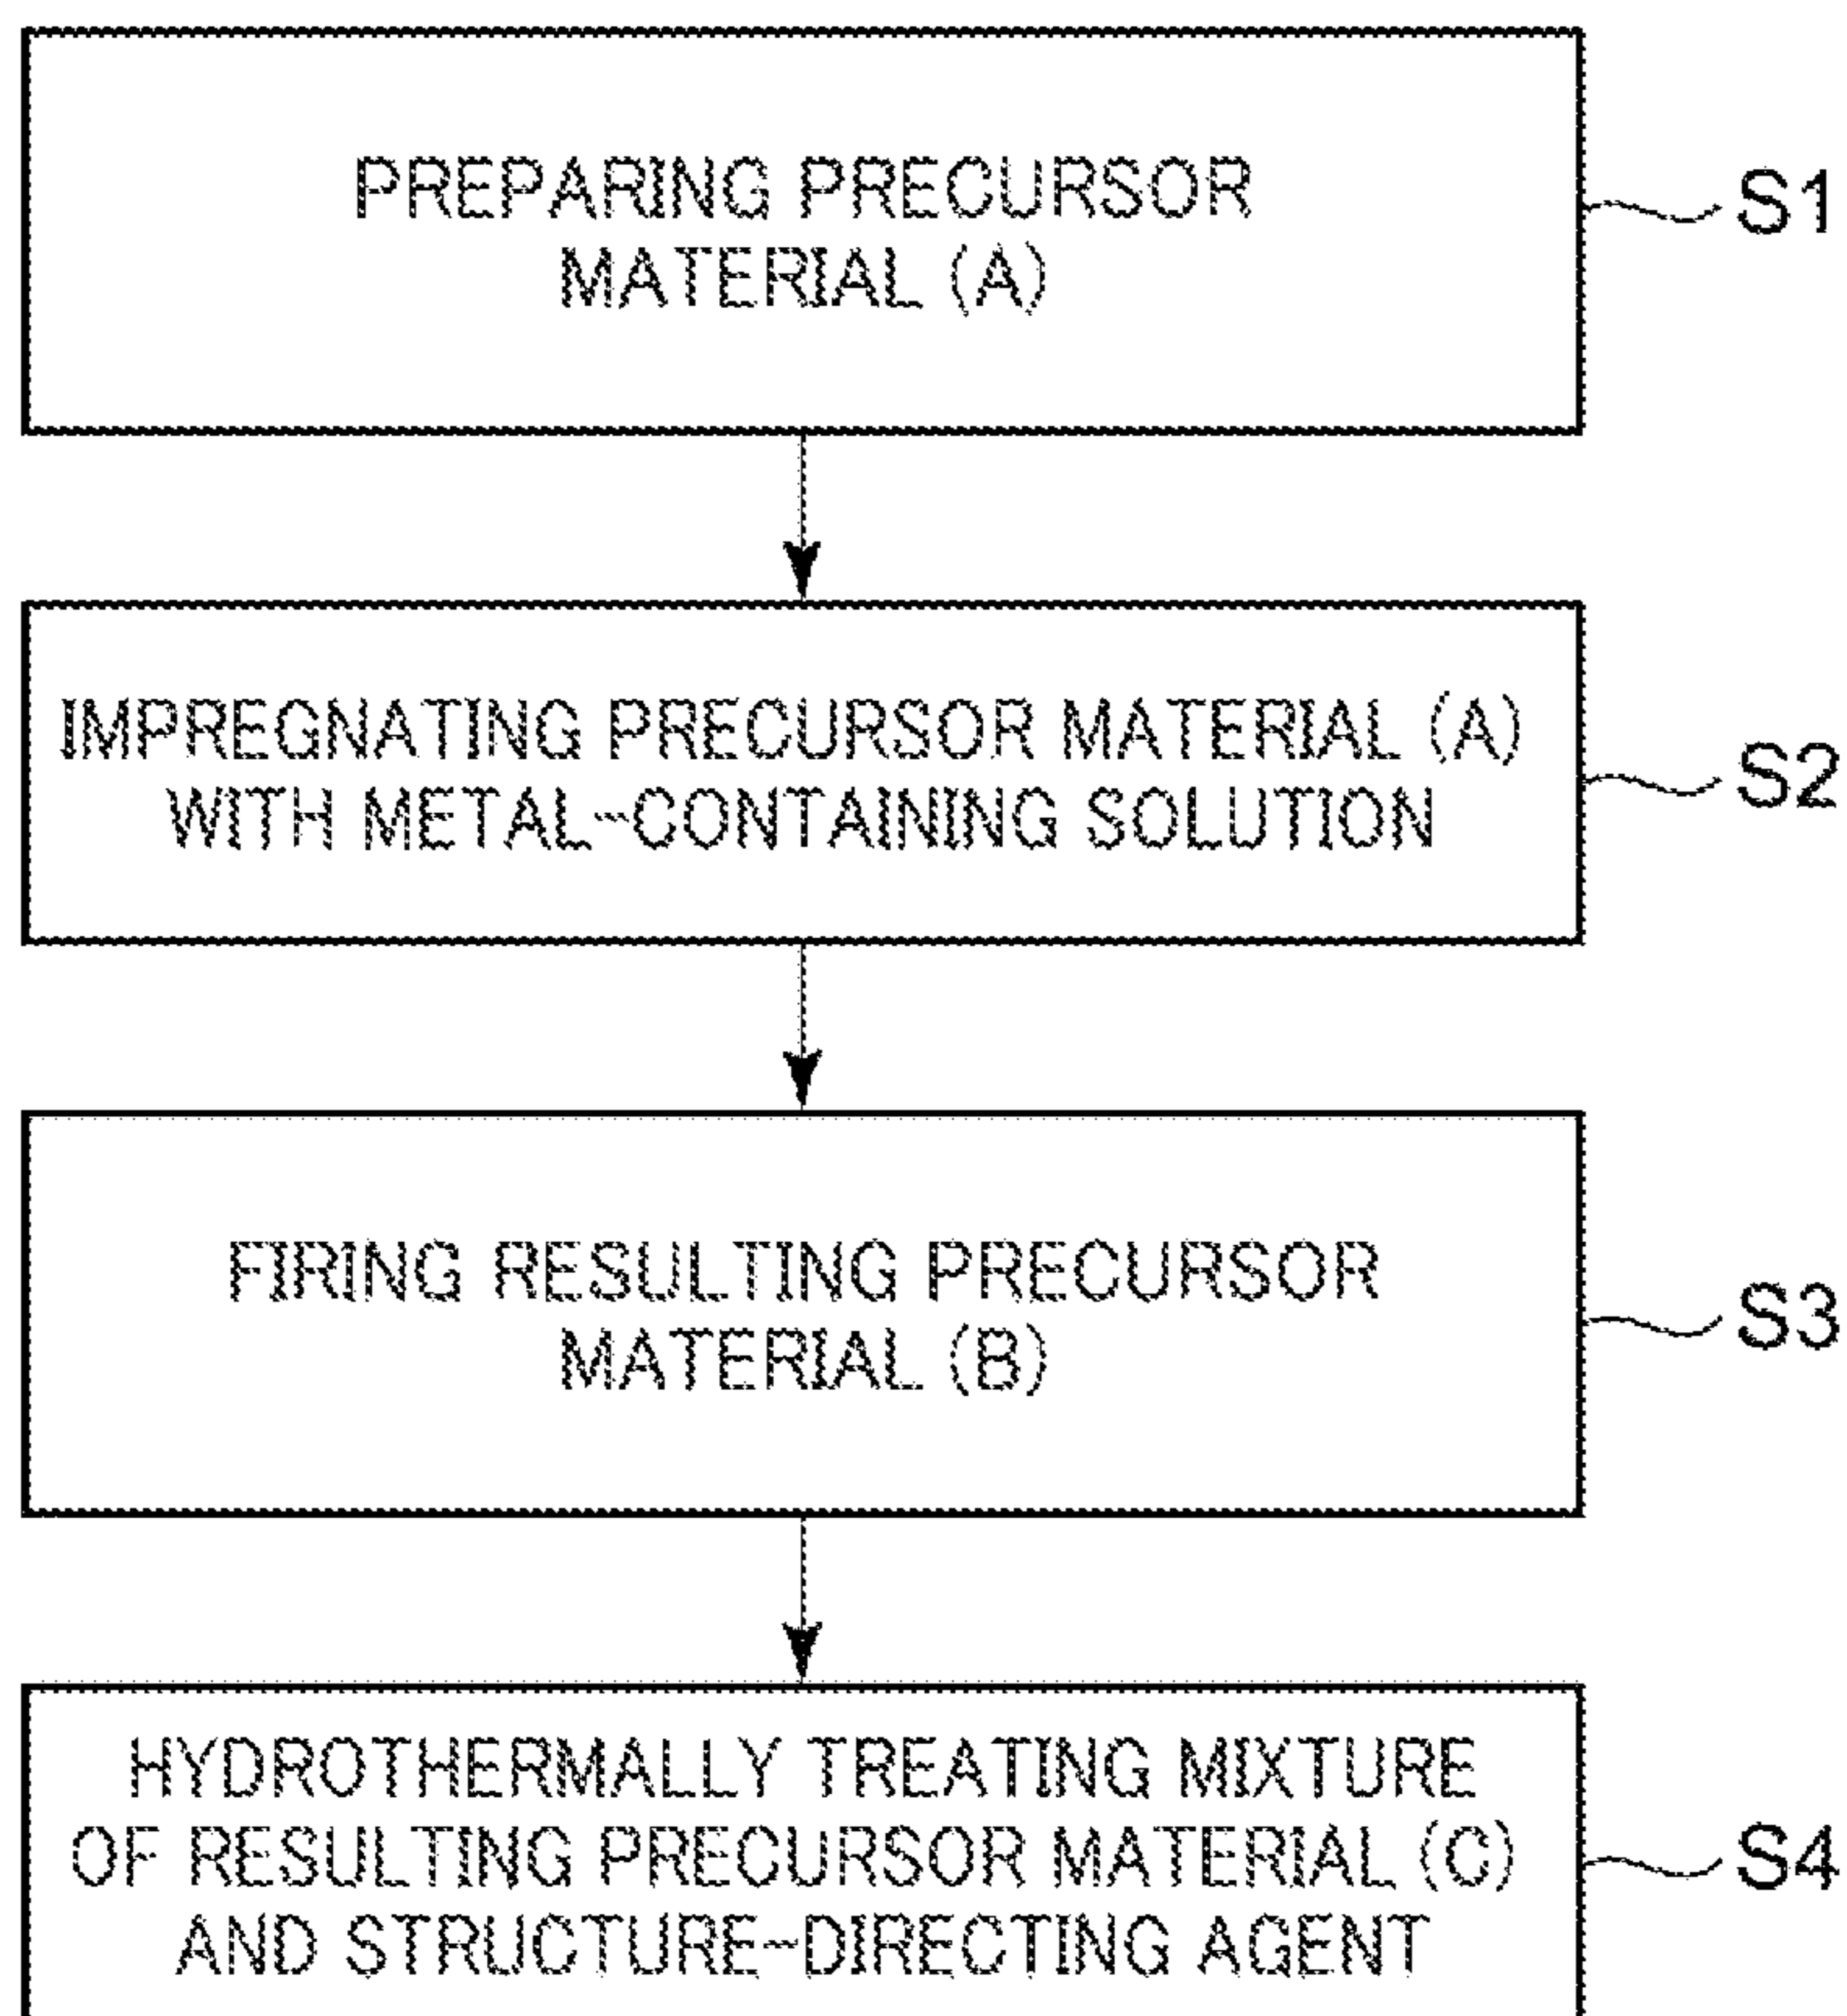 PREPARING PRECURSOR
MATERIAL (A)
S1
IMPREGNATING PRECURSOR MATERIAL (A)
WITH METAL-CONTAINING SOLUTION
S2
FIRING RESULTING PRECURSOR
MATERIAL (B)
S3
HYDROTHERMALLY TREATING MIXTURE
OF RESULTING PRECURSOR MATERIAL (C)
AND STRUCTURE-DIRECTING AGENT
S4